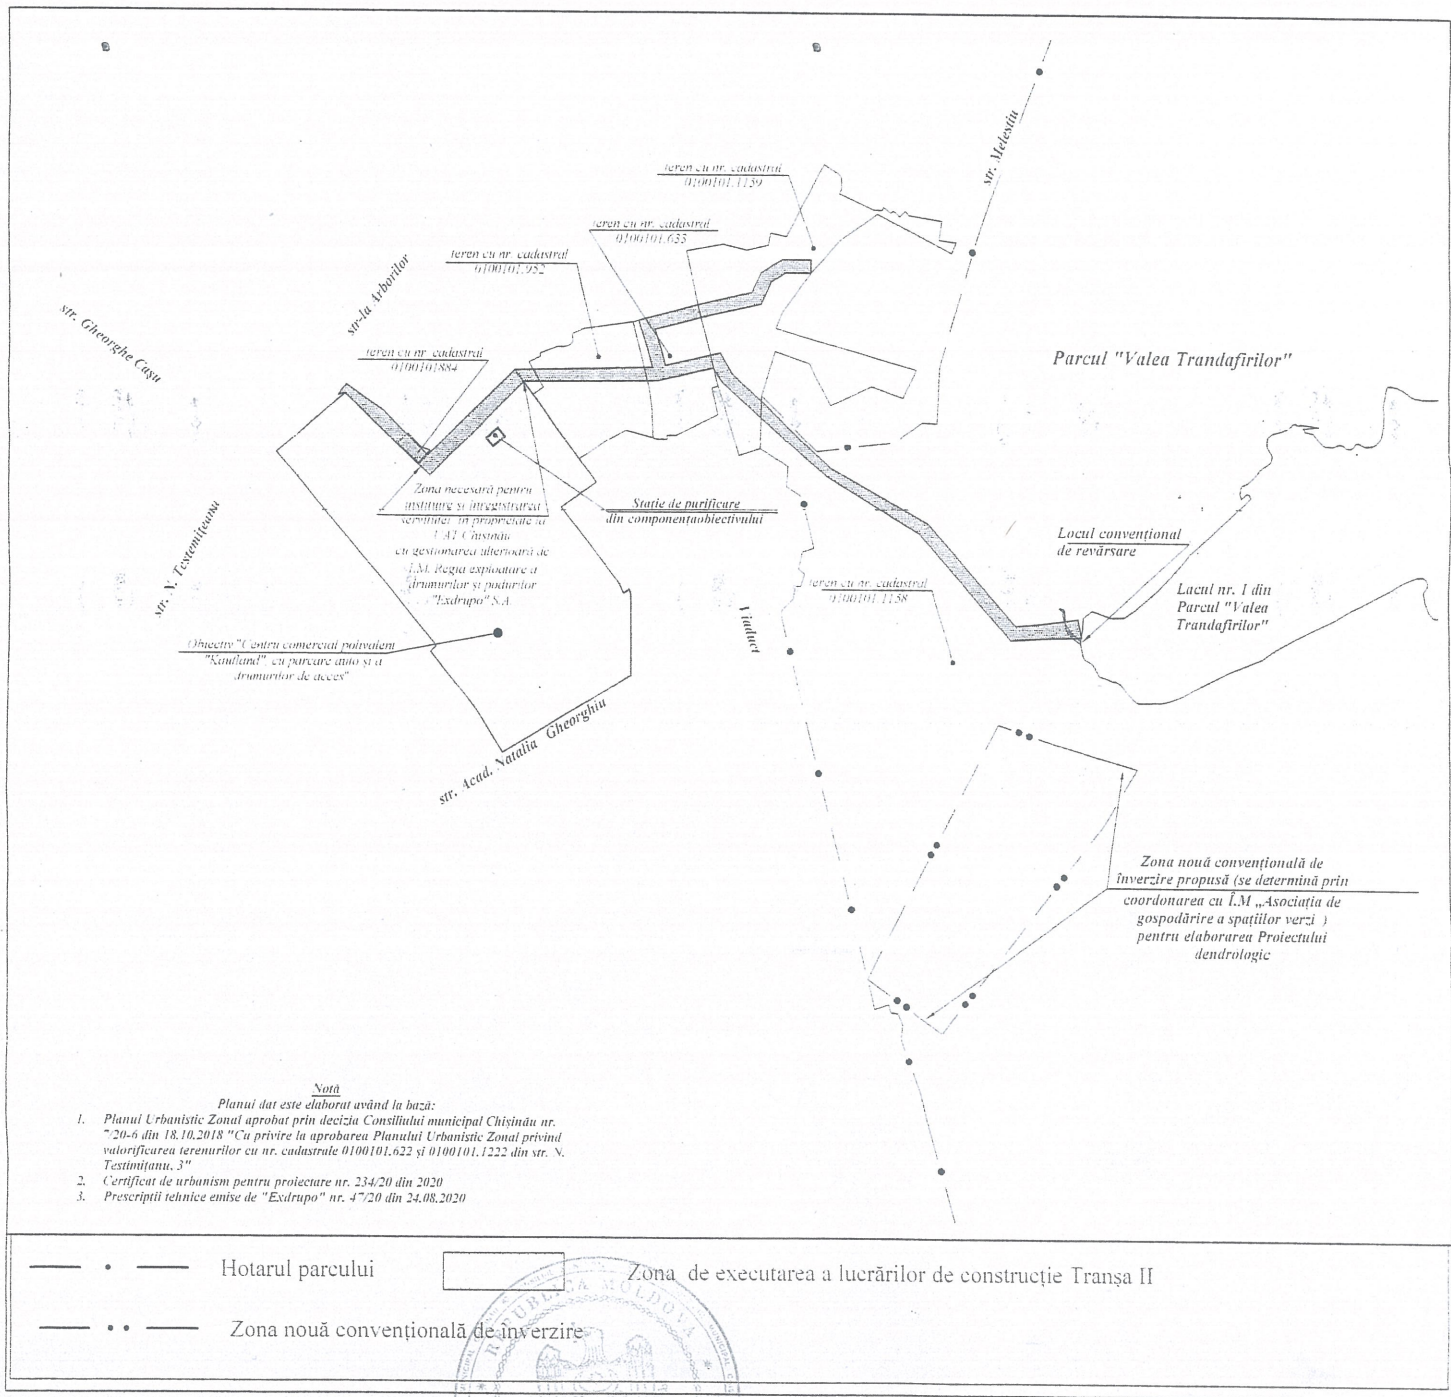 str. Melestiu
teren cu nr. cadastral
0100101.1159
teren cu nr. cadastral
0100101.633
teren cu nr. cadastral
0100101.952
str-la Arborilor
str. Gheorghe Cașu
teren cu nr. cadastral
0100101884
Parcul "Valea Trandafirilor"
Zona necesară pentru
instituire și înregistrarea
servituței în proprietate la
UAT Chișinău
cu gestionarea ulterioară de
Î.M. Regia exploatare a
drumurilor și podurilor
"Exdrupo" S.A.
Stație de purificare
din componențaobiectivului
str. N. Testemițeanu
Locul convențional
de revărsare
teren cu nr. cadastral
0100101.1158
Lacul nr. 1 din
Parcul "Valea
Trandafirilor"
Viaduct
Obiectiv "Centru comercial polivalent
"Kaufland", cu parcare auto și a
drumurilor de acces"
str. Acad. Natalia Gheorghiu
Zona nouă convențională de
înverzire propusă (se determină prin
coordonarea cu Î.M „Asociația de
gospodărire a spațiilor verzi )
pentru elaborarea Proiectului
dendrologic
Notă
Planul dat este elaborat având la bază:
1. Planul Urbanistic Zonal aprobat prin decizia Consiliului municipal Chișinău nr.
7/20-6 din 18.10.2018 "Cu privire la aprobarea Planului Urbanistic Zonal privind
valorificarea terenurilor cu nr. cadastrale 0100101.622 și 0100101.1222 din str. N.
Testimițanu, 3"
2. Certificat de urbanism pentru proiectare nr. 234/20 din 2020
3. Prescripții tehnice emise de "Exdrupo" nr. 47/20 din 24.08.2020
Hotarul parcului
Zona de executarea a lucrărilor de construcție Tranșa II
Zona nouă convențională de înverzire
REPUBLICA MOLDOVA